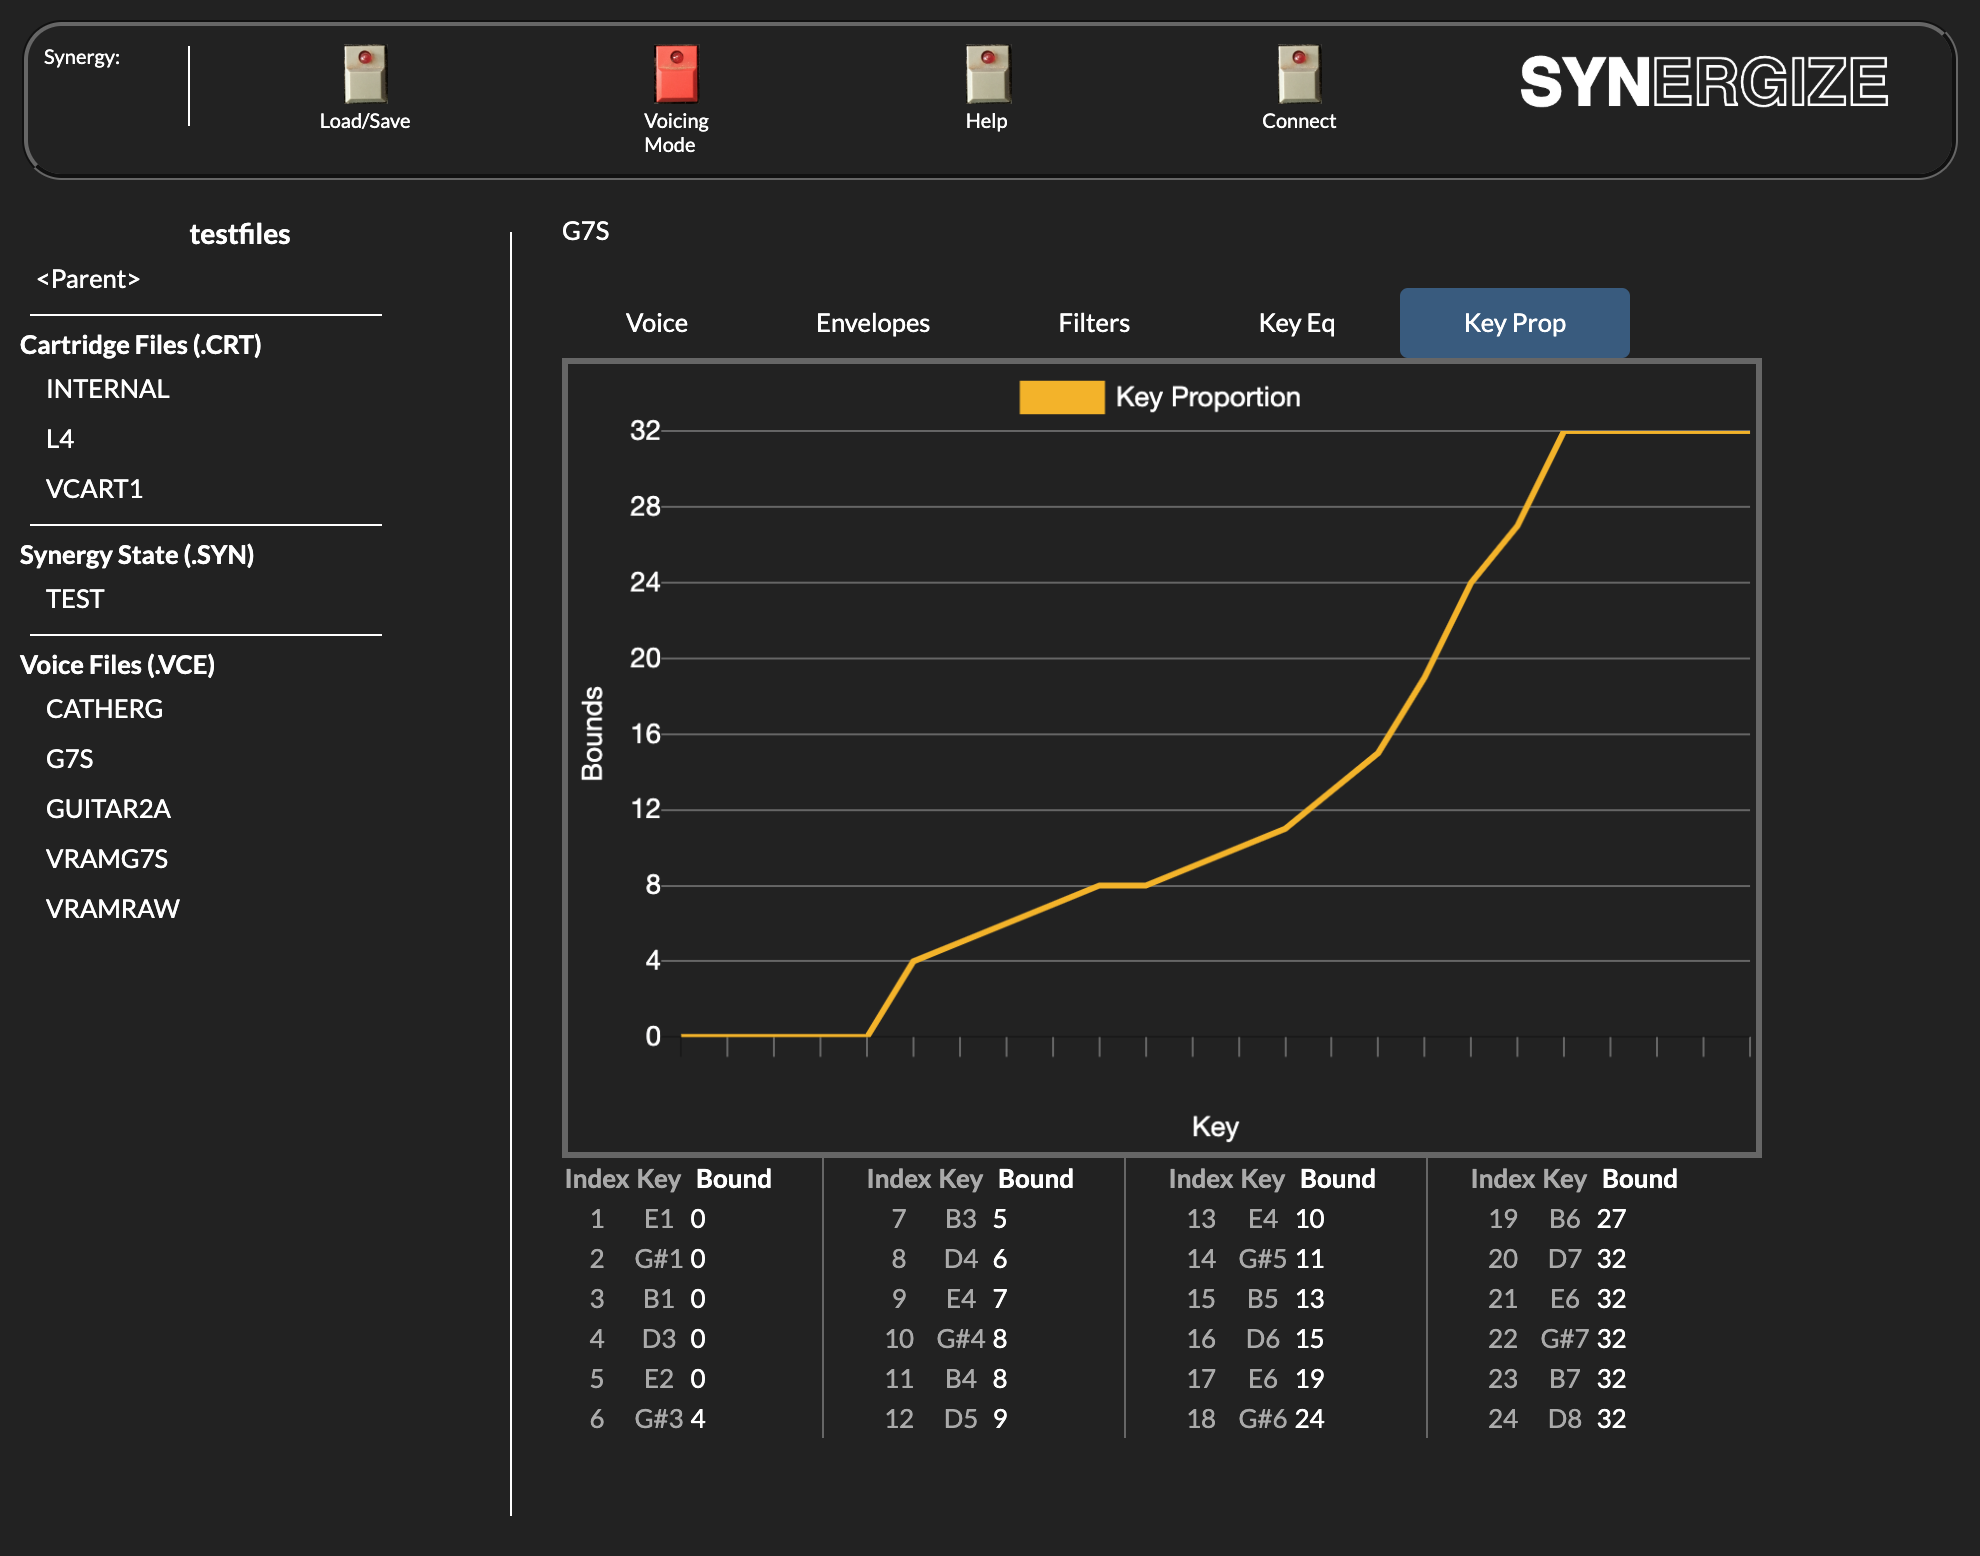 Synergy:
Load/Save
Voicing
Mode
Help
Connect
SYNERGIZE
testfiles
<Parent>
Cartridge Files (.CRT)
INTERNAL
L4
VCART1
Synergy State (.SYN)
TEST
Voice Files (.VCE)
CATHERG
G7S
GUITAR2A
VRAMG7S
VRAMRAW
G7S
Voice Envelopes Filters Key Eq Key Prop
Key Proportion
32
28
24
20
16
12
8
4
0
Bounds
Key
Index Key Bound
1 E1 0
2 G#1 0
3 B1 0
4 D3 0
5 E2 0
6 G#3 4
Index Key Bound
7 B3 5
8 D4 6
9 E4 7
10 G#4 8
11 B4 8
12 D5 9
Index Key Bound
13 E4 10
14 G#5 11
15 B5 13
16 D6 15
17 E6 19
18 G#6 24
Index Key Bound
19 B6 27
20 D7 32
21 E6 32
22 G#7 32
23 B7 32
24 D8 32